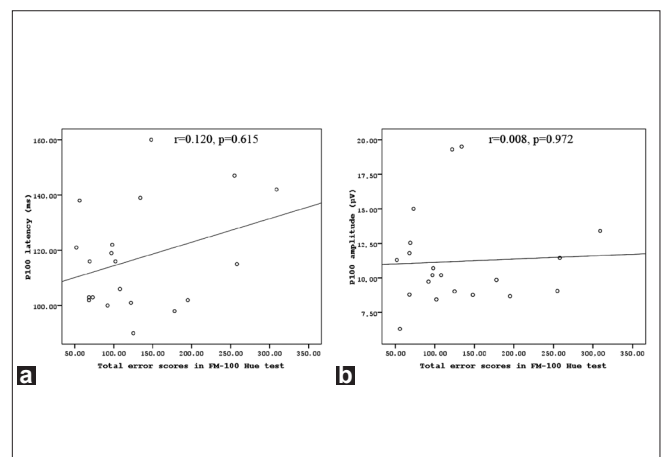 r=0.120, p=0.615
P100 latency (ms)
160.00
140.00
120.00
100.00
50.00 100.00 150.00 200.00 250.00 300.00 350.00
Total error scores in FM-100 Hue test
a
r=0.008, p=0.972
P100 amplitude (pV)
20.00
17.50
15.00
12.50
10.00
7.50
50.00 100.00 150.00 200.00 250.00 300.00 350.00
Total error scores in FM-100 Hue test
b